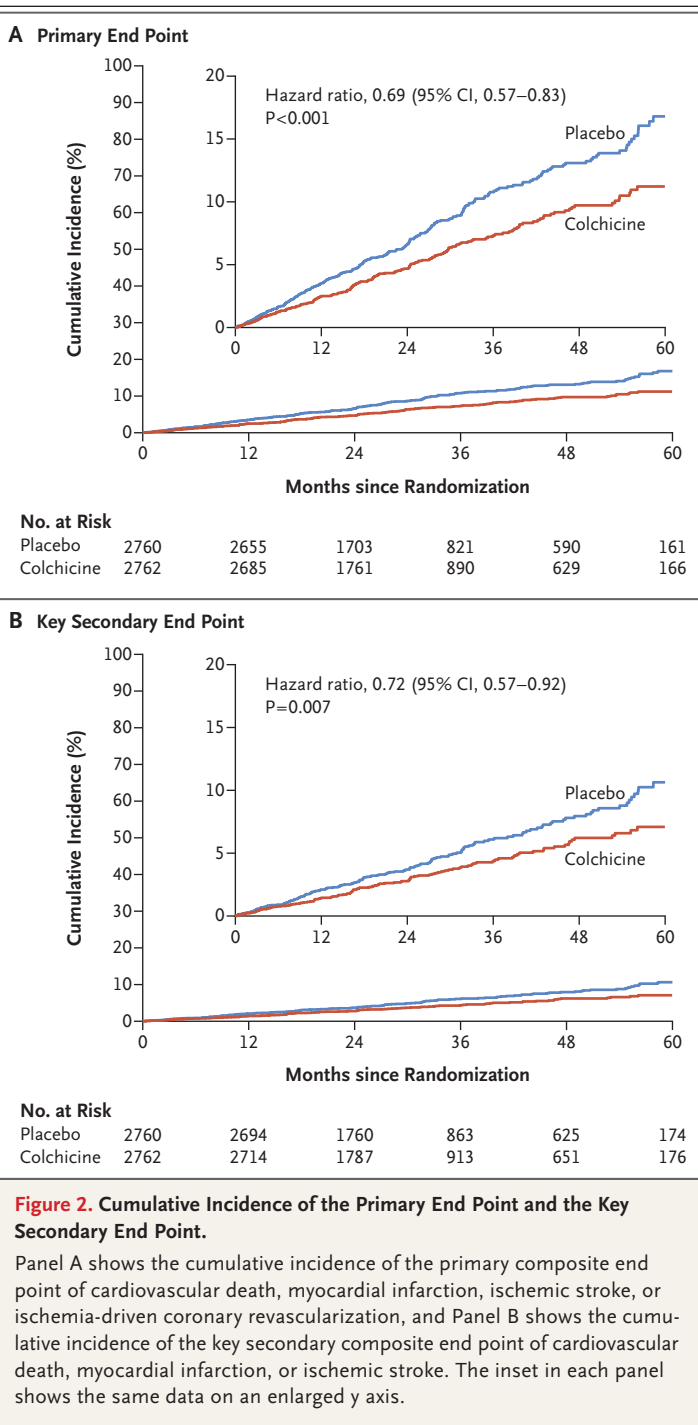 A Primary End Point
Cumulative Incidence (%)
100
90
80
70
60
50
40
30
20
10
0
20
15
10
5
0
Hazard ratio, 0.69 (95% CI, 0.57–0.83)
P<0.001
Placebo
Colchicine
0 12 24 36 48 60
0 12 24 36 48 60
Months since Randomization
No. at Risk
Placebo 2760 2655 1703 821 590 161
Colchicine 2762 2685 1761 890 629 166
B Key Secondary End Point
Cumulative Incidence (%)
100
90
80
70
60
50
40
30
20
10
0
20
15
10
5
0
Hazard ratio, 0.72 (95% CI, 0.57–0.92)
P=0.007
Placebo
Colchicine
0 12 24 36 48 60
0 12 24 36 48 60
Months since Randomization
No. at Risk
Placebo 2760 2694 1760 863 625 174
Colchicine 2762 2714 1787 913 651 176
Figure 2. Cumulative Incidence of the Primary End Point and the Key
Secondary End Point.
Panel A shows the cumulative incidence of the primary composite end
point of cardiovascular death, myocardial infarction, ischemic stroke, or
ischemia-driven coronary revascularization, and Panel B shows the cumu-
lative incidence of the key secondary composite end point of cardiovascular
death, myocardial infarction, or ischemic stroke. The inset in each panel
shows the same data on an enlarged y axis.